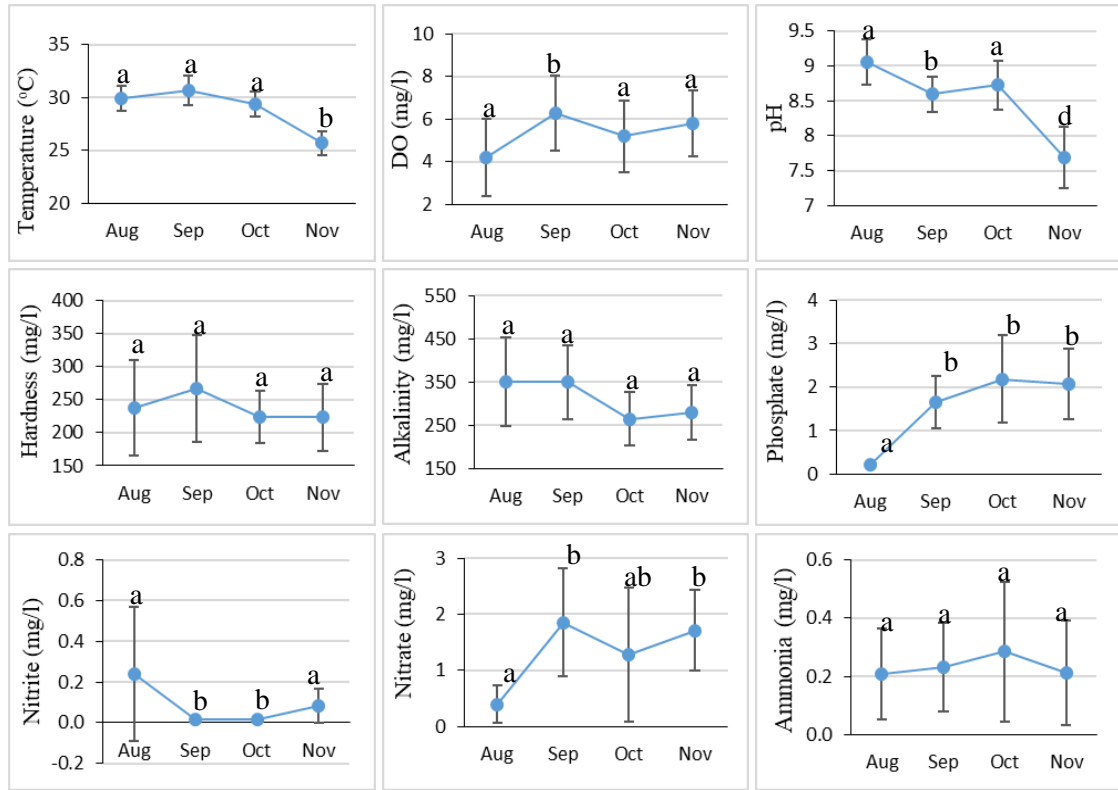 Temperature (°C)
35
30
25
20
a a a b
Aug Sep Oct Nov
DO (mg/l)
10
8
6
4
2
a b a a
Aug Sep Oct Nov
pH
9.5
9
8.5
8
7.5
7
a b a d
Aug Sep Oct Nov
Hardness (mg/l)
400
350
300
250
200
150
a a a a
Aug Sep Oct Nov
Alkalinity (mg/l)
550
450
350
250
150
a a a a
Aug Sep Oct Nov
Phosphate (mg/l)
4
3
2
1
0
a b b b
Aug Sep Oct Nov
Nitrite (mg/l)
0.8
0.6
0.4
0.2
0.0
-0.2
a b b a
Aug Sep Oct Nov
Nitrate (mg/l)
3
2
1
0
a b ab b
Aug Sep Oct Nov
Ammonia (mg/l)
0.6
0.4
0.2
0.0
a a a a
Aug Sep Oct Nov